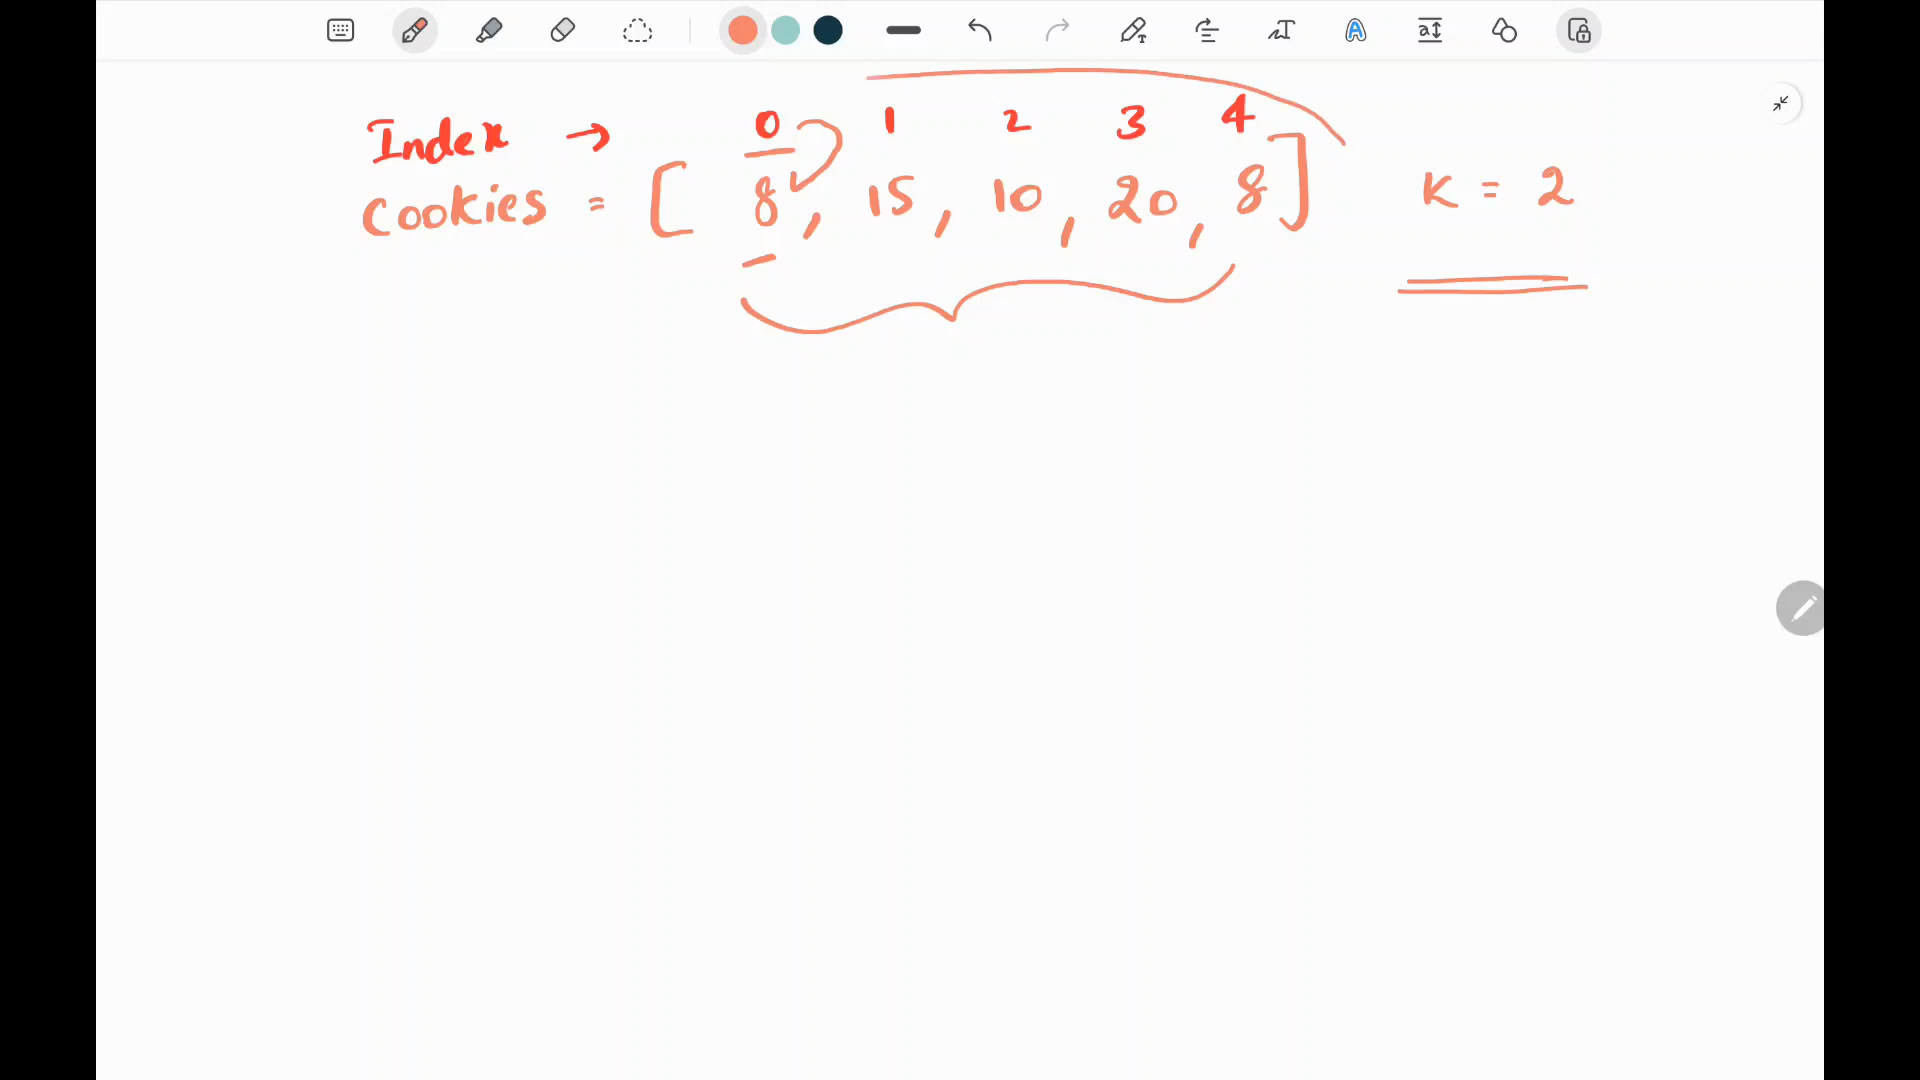 Index → 0 1 2 3 4
Cookies = [ 8, 15, 10, 20, 8 ] K = 2